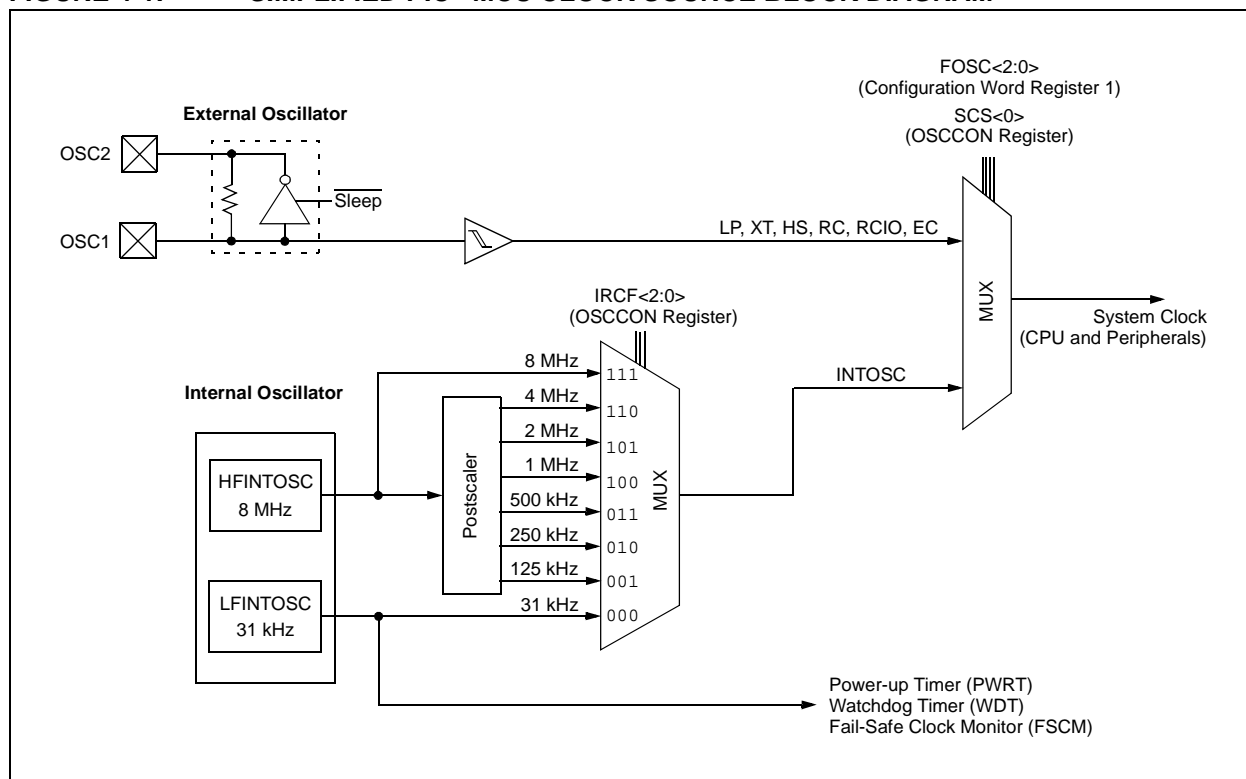 FOSC<2:0>
(Configuration Word Register 1)
SCS<0>
(OSCCON Register)
External Oscillator
OSC2
Sleep
OSC1
LP, XT, HS, RC, RCIO, EC
IRCF<2:0>
(OSCCON Register)
MUX
System Clock
(CPU and Peripherals)
8 MHz
111
INTOSC
Internal Oscillator
4 MHz
110
2 MHz
101
HFINTOSC
8 MHz
Postscaler
1 MHz
100
MUX
500 kHz
011
250 kHz
010
125 kHz
001
LFINTOSC
31 kHz
31 kHz
000
Power-up Timer (PWRT)
Watchdog Timer (WDT)
Fail-Safe Clock Monitor (FSCM)